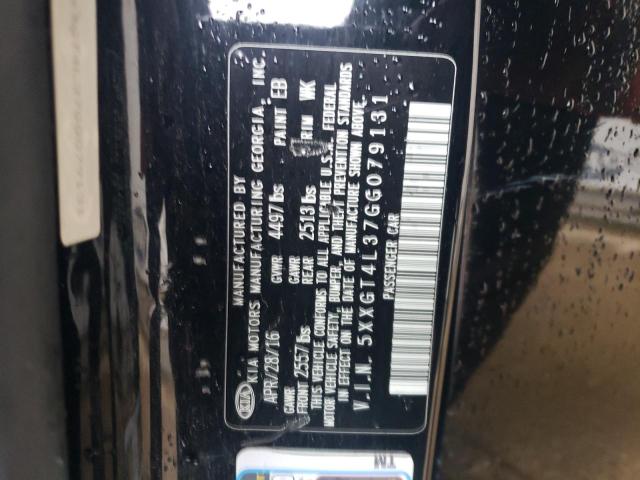 MANUFACTURED BY
KIA KIA MOTORS MANUFACTURING GEORGIA, INC.
APR/28/16 GVWR 4497lbs PAINT EB
GAWR FRONT 2557lbs GAWR REAR 2513lbs TRIM WK
THIS VEHICLE CONFORMS TO ALL APPLICABLE U.S. FEDERAL
MOTOR VEHICLE SAFETY, BUMPER, AND THEFT PREVENTION STANDARDS
IN EFFECT ON THE DATE OF MANUFACTURE SHOWN ABOVE.
V.I.N. 5XXGT4L37GG079131
PASSENGER CAR
TM